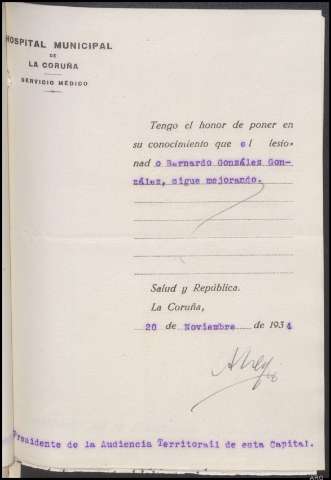 HOSPITAL MUNICIPAL
DE
LA CORUÑA
SERVICIO MÉDICO
Tengo el honor de poner en
su conocimiento que el lesio-
nado Bernardo González Gon-
zález, sigue mejorando.
Salud y República.
La Coruña,
20 de Noviembre de 1934
Presidente de la Audiencia Territorail de esta Capital.